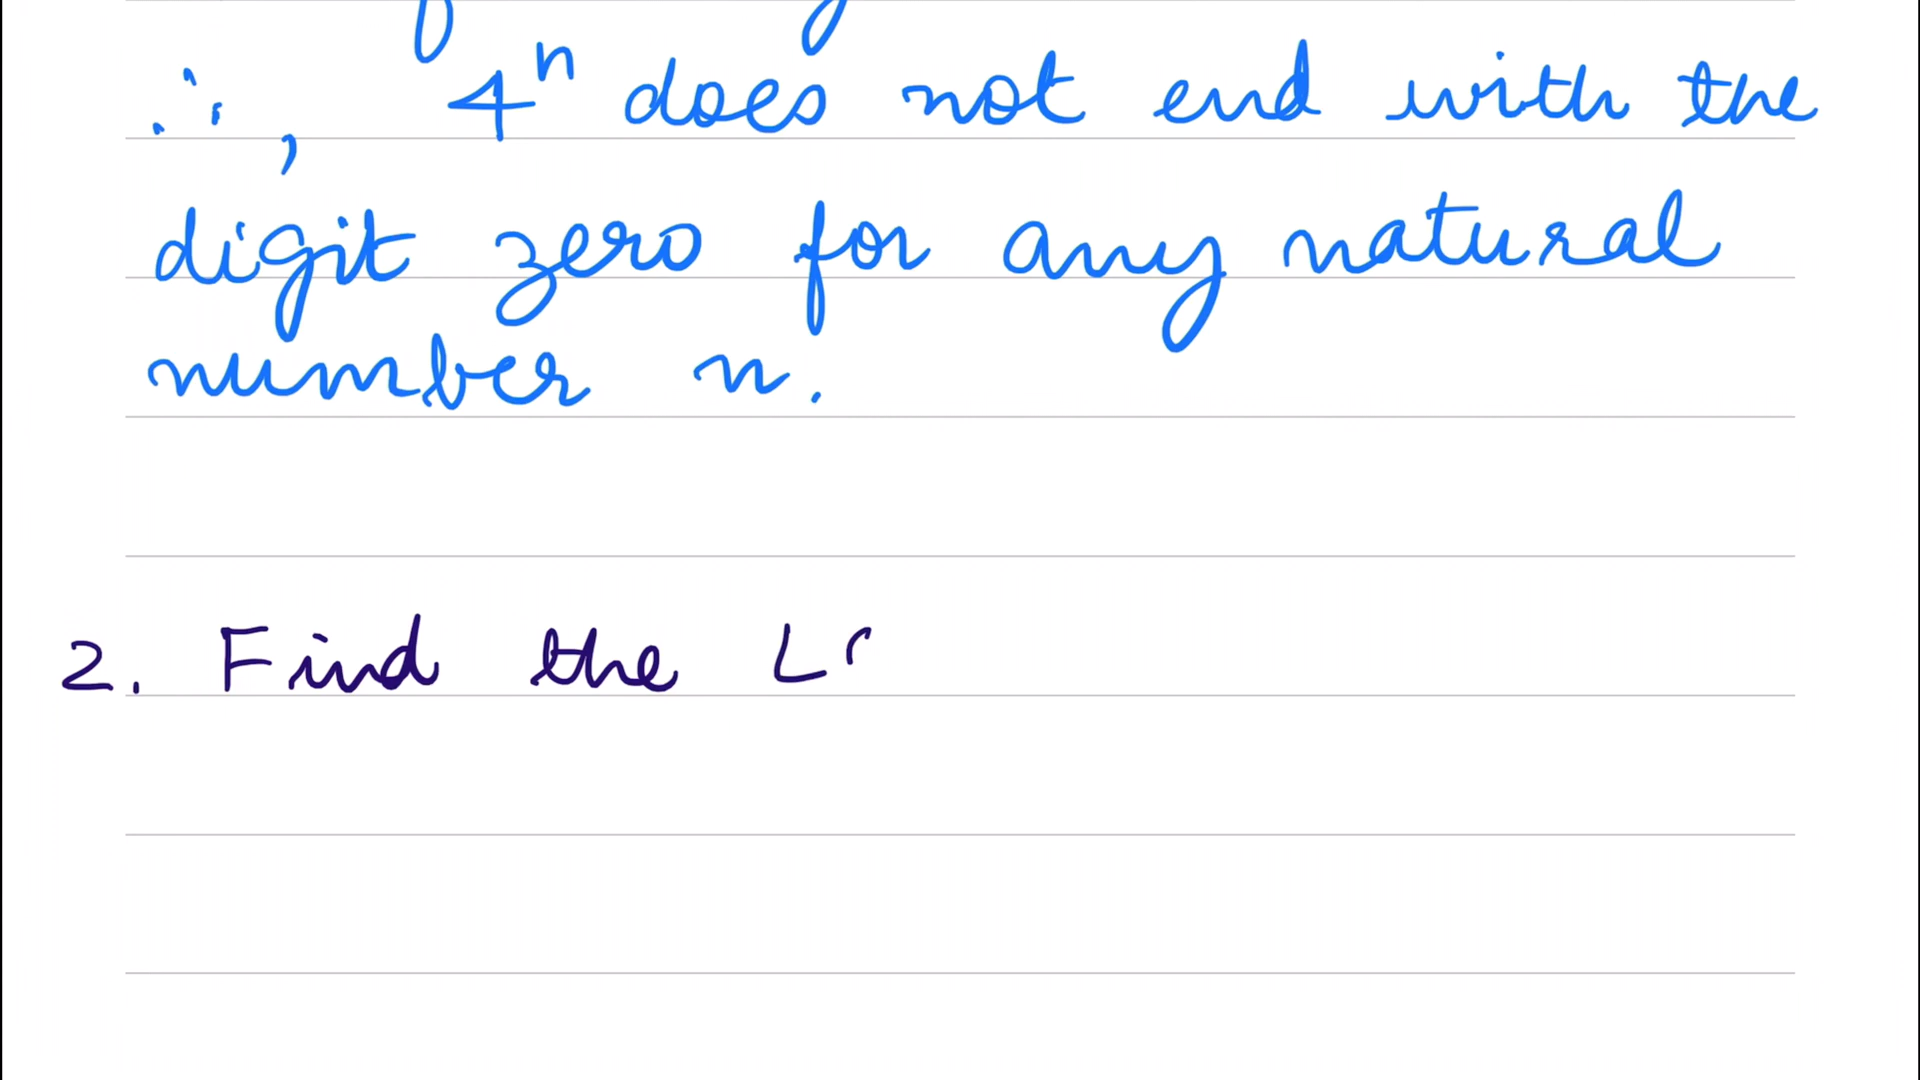 ∴, 4ⁿ does not end with the
digit zero for any natural
number n.
2. Find the L